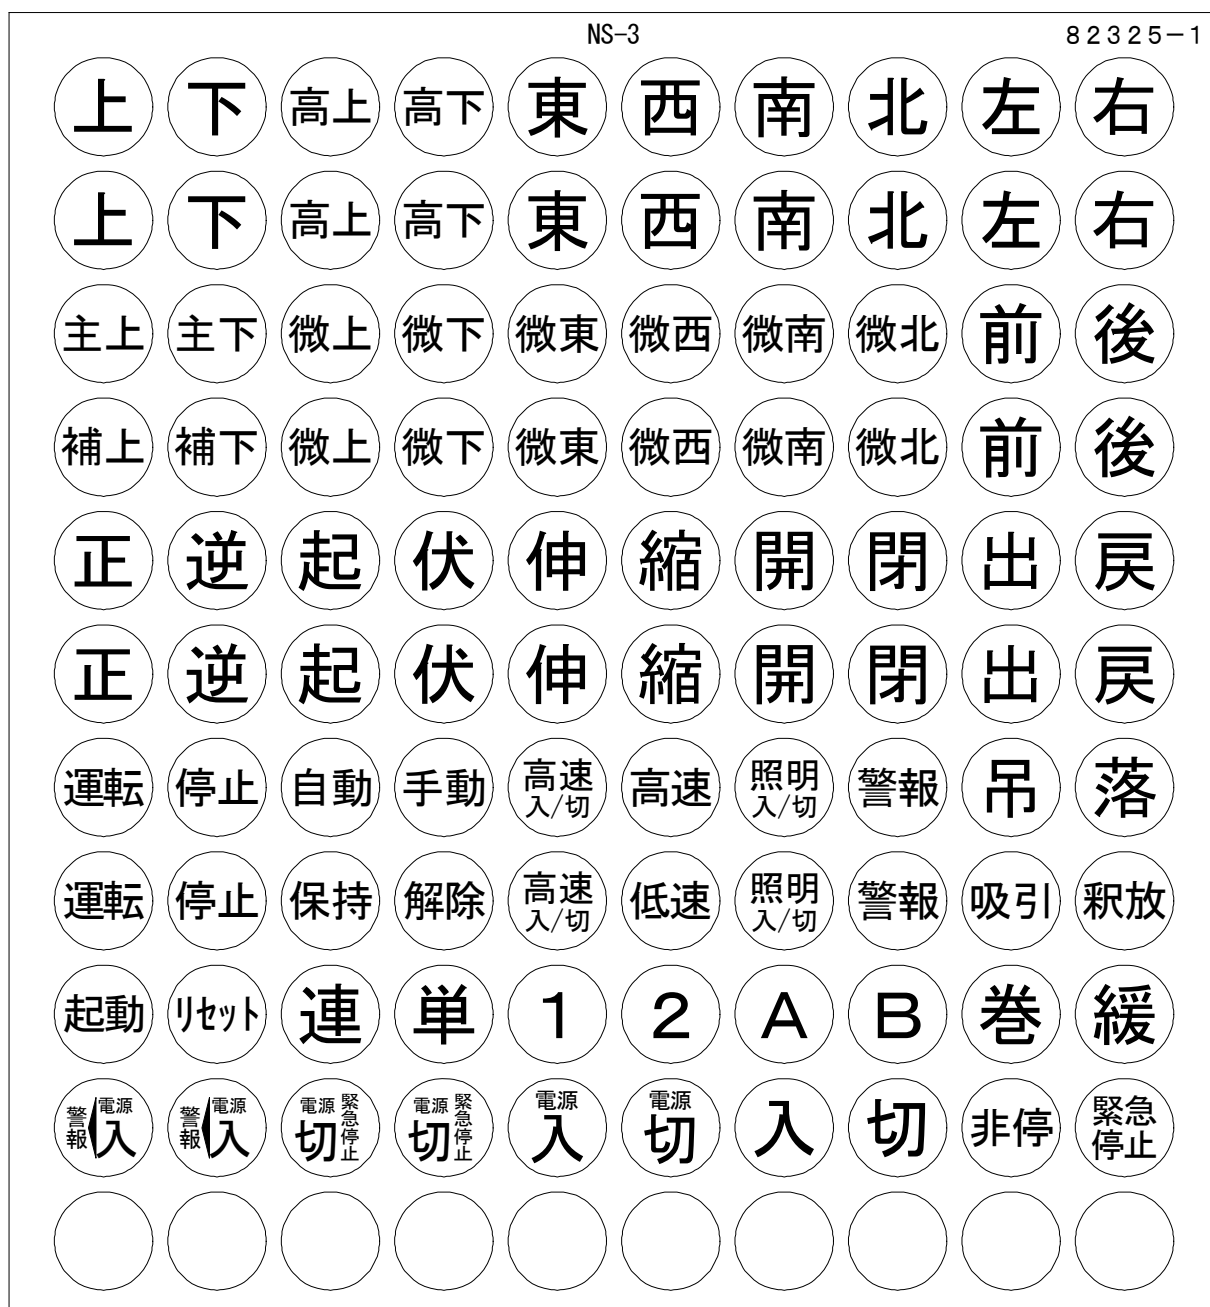 NS-3 82325-1
上 下 高上 高下 東 西 南 北 左 右
上 下 高上 高下 東 西 南 北 左 右
主上 主下 微上 微下 微東 微西 微南 微北 前 後
補上 補下 微上 微下 微東 微西 微南 微北 前 後
正 逆 起 伏 伸 縮 開 閉 出 戻
正 逆 起 伏 伸 縮 開 閉 出 戻
運転 停止 自動 手動 高速入/切 高速 照明入/切 警報 吊 落
運転 停止 保持 解除 高速入/切 低速 照明入/切 警報 吸引 釈放
起動 リセット 連 単 1 2 A B 巻 緩
警報 電源入 警報 電源入 電源切 緊急停止 電源切 緊急停止 電源入 電源切 入 切 非停 緊急停止